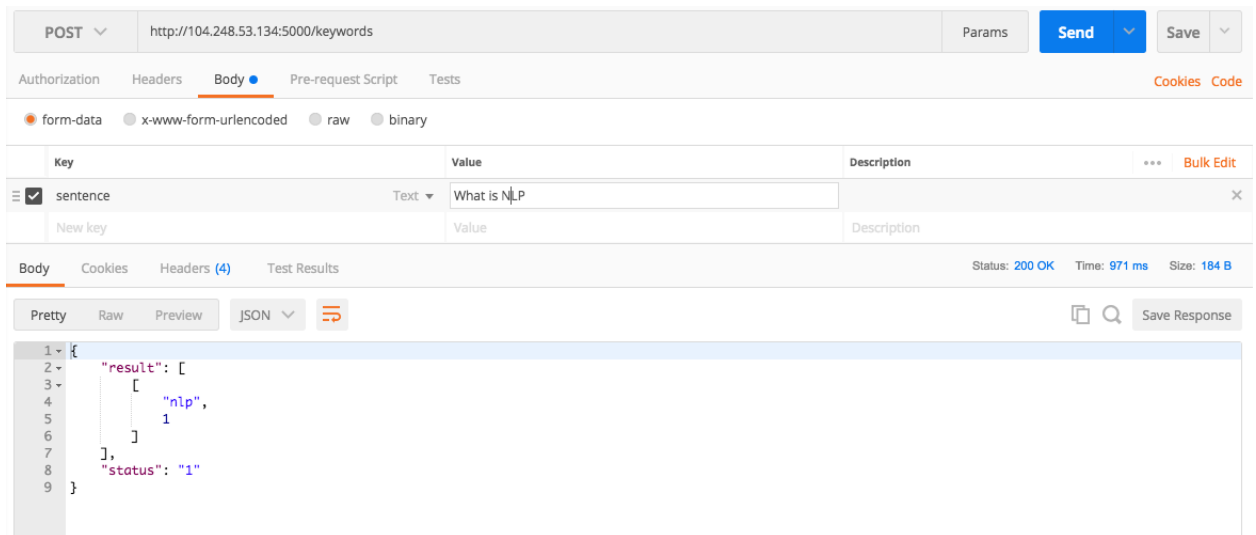 POST http://104.248.53.134:5000/keywords Params Send Save
Authorization Headers Body Pre-request Script Tests Cookies Code
form-data x-www-form-urlencoded raw binary
Key Value Description Bulk Edit
sentence Text What is NLP
New key Value Description
Body Cookies Headers (4) Test Results Status: 200 OK Time: 971 ms Size: 184 B
Pretty Raw Preview JSON Save Response
1 {
2 "result": [
3 [
4 "nlp",
5 1
6 ]
7 ],
8 "status": "1"
9 }